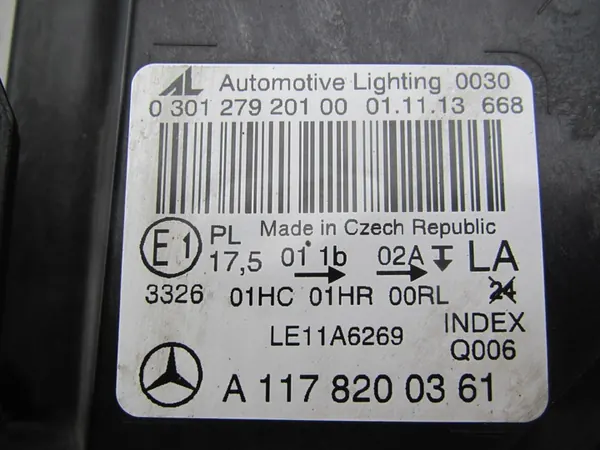 AL Automotive Lighting 0030
0 301 279 201 00 01.11.13 668
Made in Czech Republic
E1 PL 17,5 01 1b 02A LA
3326 01HC 01HR 00RL 24
LE11A6269 INDEX
Q006
A 117 820 03 61